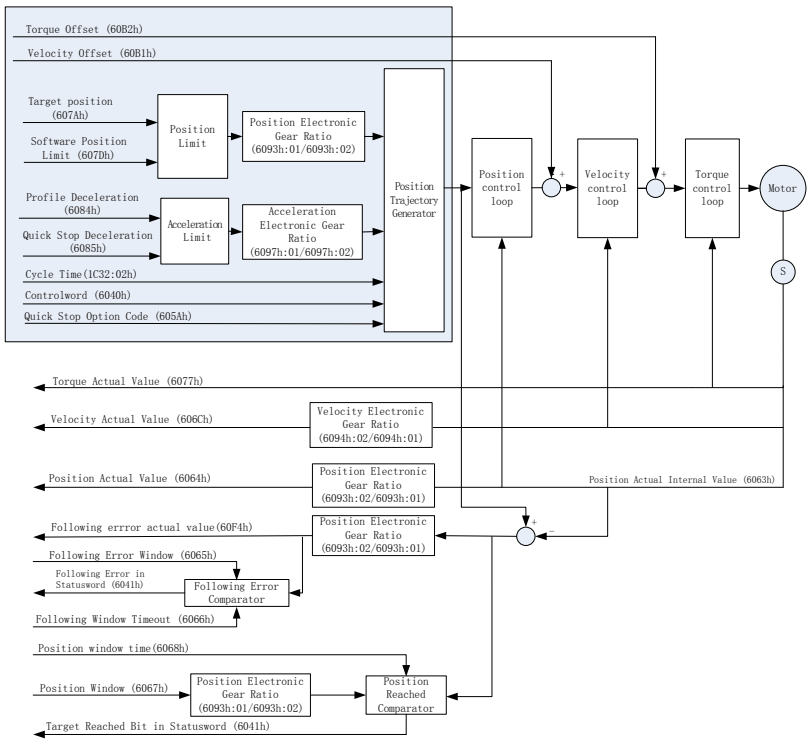 Torque Offset (60B2h)
Velocity Offset (60B1h)
Target position
(607Ah)
Software Position
Limit (607Dh)
Position
Limit
Position Electronic
Gear Ratio
(6093h:01/6093h:02)
Profile Deceleration
(6084h)
Quick Stop Deceleration
(6085h)
Acceleration
Limit
Acceleration
Electronic Gear
Ratio
(6097h:01/6097h:02)
Cycle Time(1C32:02h)
Controlword (6040h)
Quick Stop Option Code (605Ah)
Position
Trajectory
Generator
Position
control
loop
+
Velocity
control
loop
+
Torque
control
loop
Motor
S
Torque Actual Value (6077h)
Velocity Actual Value (606Ch)
Velocity Electronic
Gear Ratio
(6094h:02/6094h:01)
Position Actual Value (6064h)
Position Electronic
Gear Ratio
(6093h:02/6093h:01)
Position Actual Internal Value (6063h)
Following errror actual value(60F4h)
Position Electronic
Gear Ratio
(6093h:02/6093h:01)
+
-
Following Error Window (6065h)
Following Error in
Statusword (6041h)
Following Error
Comparator
Following Window Timeout (6066h)
Position window time(6068h)
Position Window (6067h)
Position Electronic
Gear Ratio
(6093h:01/6093h:02)
Position
Reached
Comparator
Target Reached Bit in Statusword (6041h)